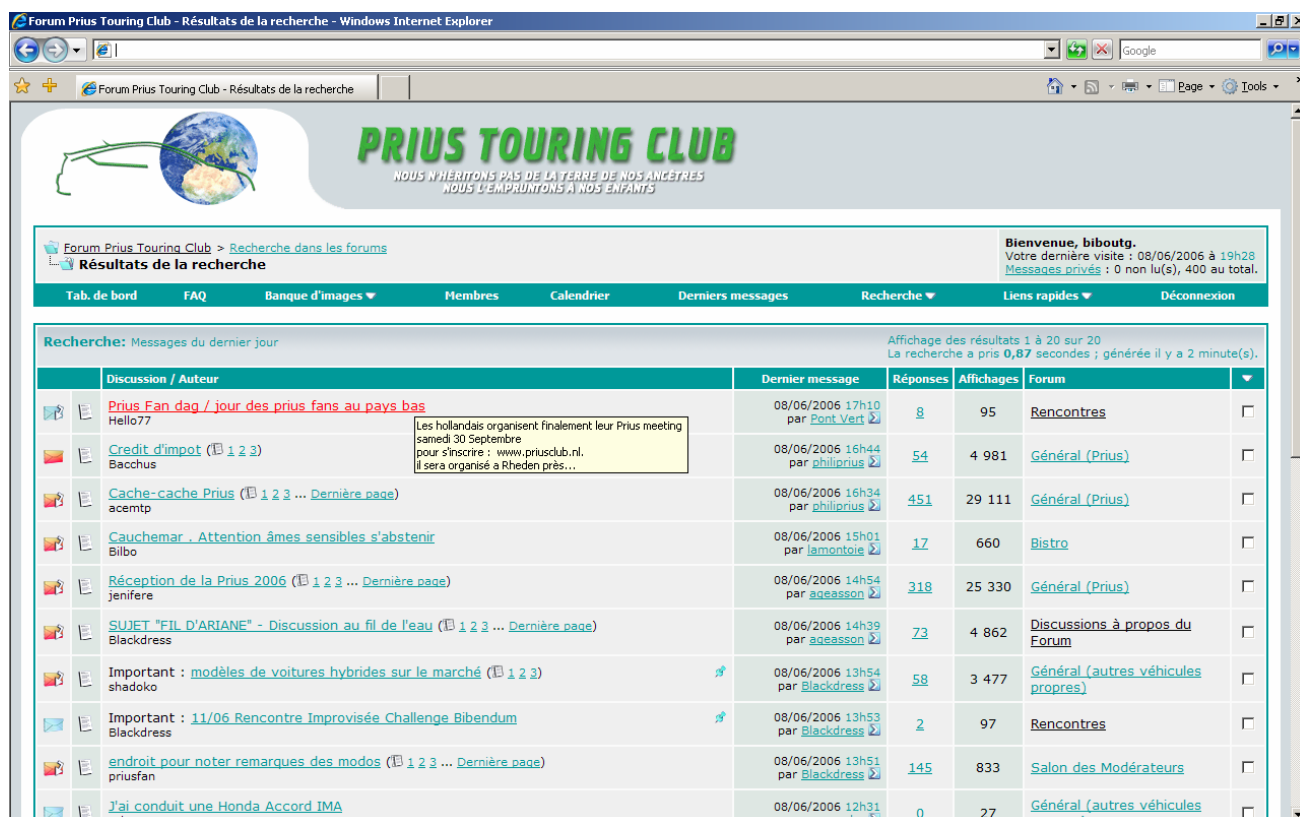 Forum Prius Touring Club - Résultats de la recherche - Windows Internet Explorer
Google
Forum Prius Touring Club - Résultats de la recherche
Page
Tools
PRIUS TOURING CLUB
NOUS N'HÉRITONS PAS DE LA TERRE DE NOS ANCÊTRES
NOUS L'EMPRUNTONS À NOS ENFANTS
Forum Prius Touring Club > Recherche dans les forums
Résultats de la recherche
Bienvenue, biboutg.
Votre dernière visite : 08/06/2006 à 19h28
Messages privés : 0 non lu(s), 400 au total.
Tab. de bord FAQ Banque d'images Membres Calendrier Derniers messages Recherche Liens rapides Déconnexion
Recherche: Messages du dernier jour
Affichage des résultats 1 à 20 sur 20
La recherche a pris 0,87 secondes ; générée il y a 2 minute(s).
Discussion / Auteur Dernier message Réponses Affichages Forum
Prius Fan dag / jour des prius fans au pays bas
Hello77
08/06/2006 17h10
par Pont Vert
8 95 Rencontres
Les hollandais organisent finalement leur Prius meeting
samedi 30 Septembre
pour s'inscrire : www.priusclub.nl.
il sera organisé a Rheden près...
Credit d'impot (1 2 3)
Bacchus
08/06/2006 16h44
par philiprius
54 4 981 Général (Prius)
Cache-cache Prius (1 2 3 ... Dernière page)
acemtp
08/06/2006 16h34
par philiprius
451 29 111 Général (Prius)
Cauchemar . Attention âmes sensibles s'abstenir
Bilbo
08/06/2006 15h01
par lamontoie
17 660 Bistro
Réception de la Prius 2006 (1 2 3 ... Dernière page)
jenifere
08/06/2006 14h54
par ageasson
318 25 330 Général (Prius)
SUJET "FIL D'ARIANE" - Discussion au fil de l'eau (1 2 3 ... Dernière page)
Blackdress
08/06/2006 14h39
par ageasson
73 4 862 Discussions à propos du
Forum
Important : modèles de voitures hybrides sur le marché (1 2 3)
shadoko
08/06/2006 13h54
par Blackdress
58 3 477 Général (autres véhicules
propres)
Important : 11/06 Rencontre Improvisée Challenge Bibendum
Blackdress
08/06/2006 13h53
par Blackdress
2 97 Rencontres
endroit pour noter remarques des modos (1 2 3 ... Dernière page)
priusfan
08/06/2006 13h51
par Blackdress
145 833 Salon des Modérateurs
J'ai conduit une Honda Accord IMA
08/06/2006 12h31
0 27 Général (autres véhicules